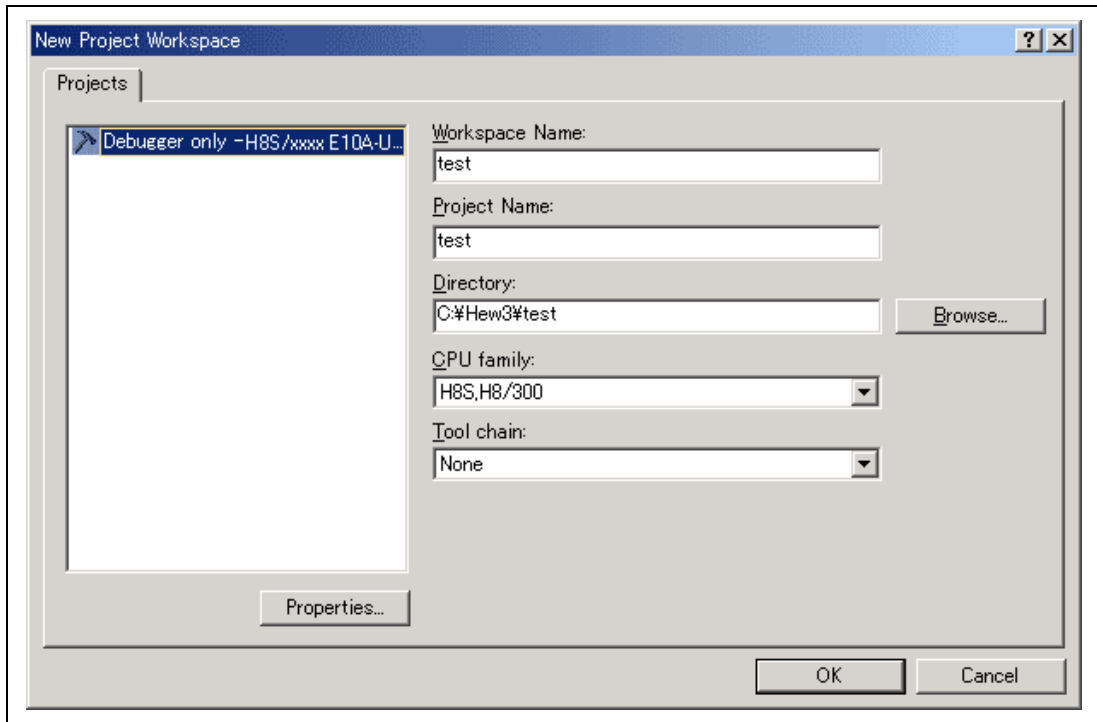 New Project Workspace
Projects
Debugger only -H8S/xxxx E10A-U...
Workspace Name:
test
Project Name:
test
Directory:
C:¥Hew3¥test
Browse...
CPU family:
H8S,H8/300
Tool chain:
None
Properties...
OK
Cancel